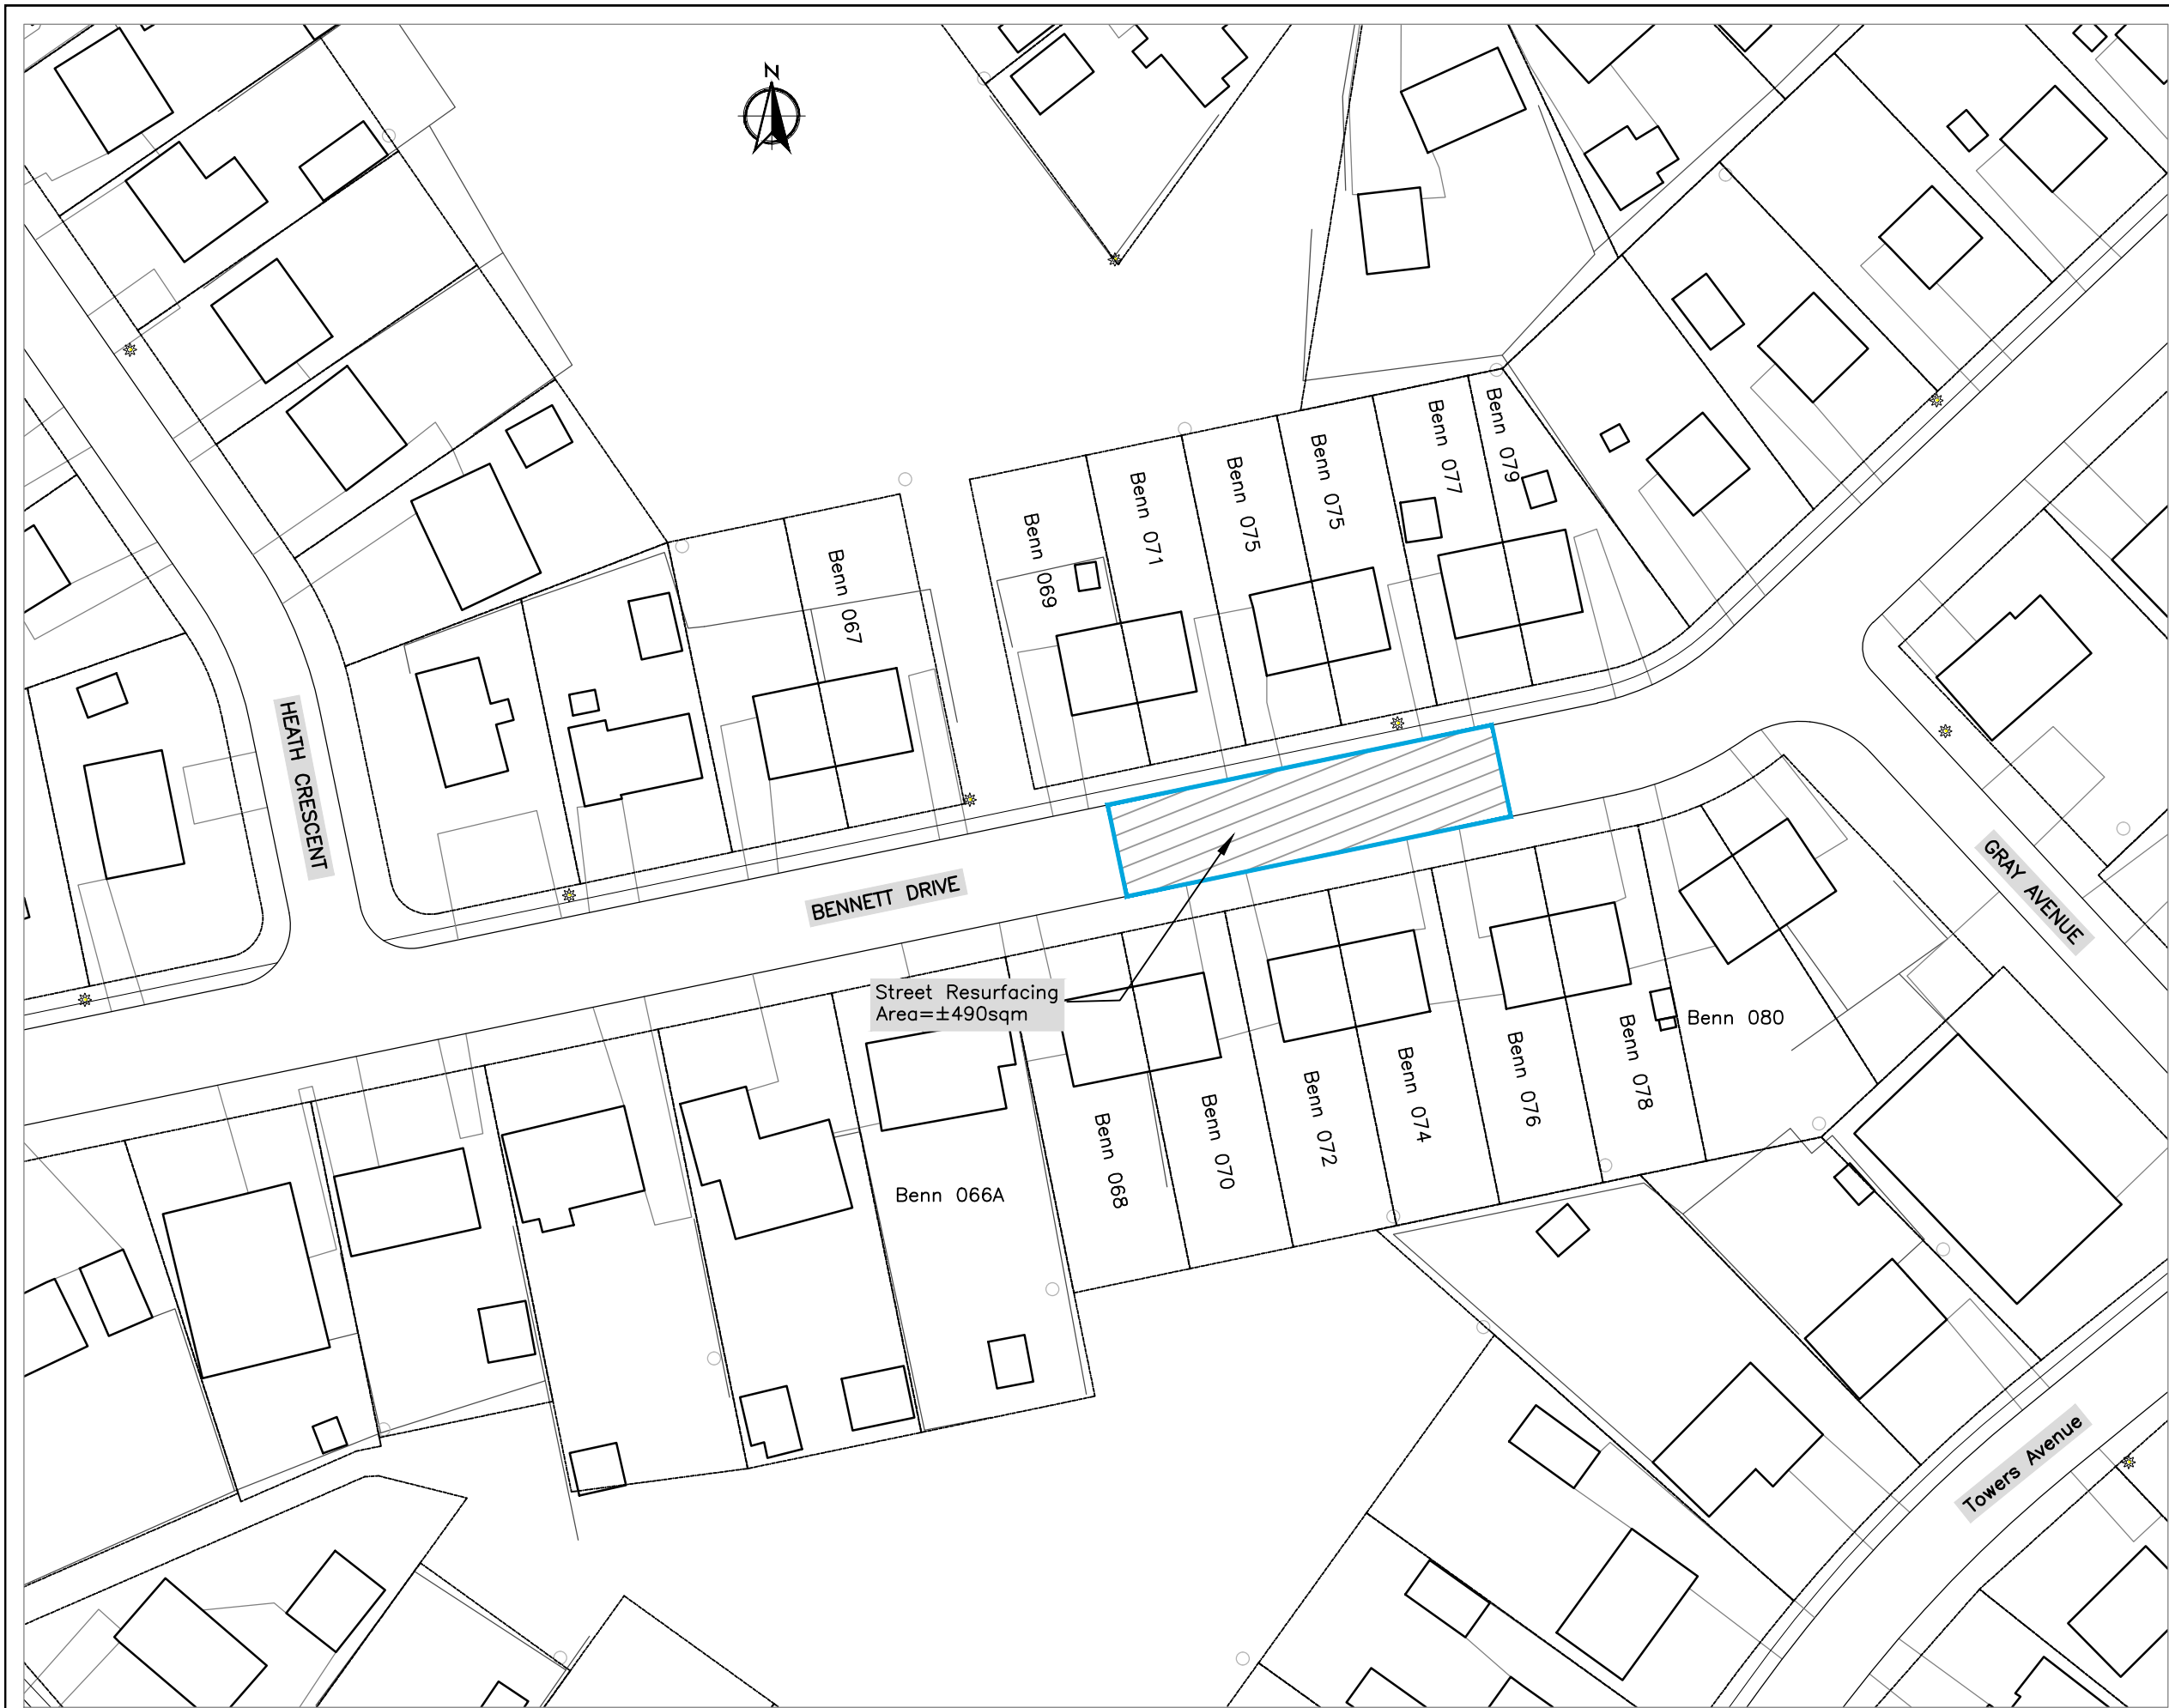 N
Benn 079
Benn 077
Benn 075
Benn 075
Benn 071
Benn 069
Benn 067
HEATH CRESCENT
BENNETT DRIVE
GRAY AVENUE
Street Resurfacing
Area=±490sqm
Benn 080
Benn 078
Benn 076
Benn 074
Benn 072
Benn 070
Benn 068
Benn 066A
Towers Avenue